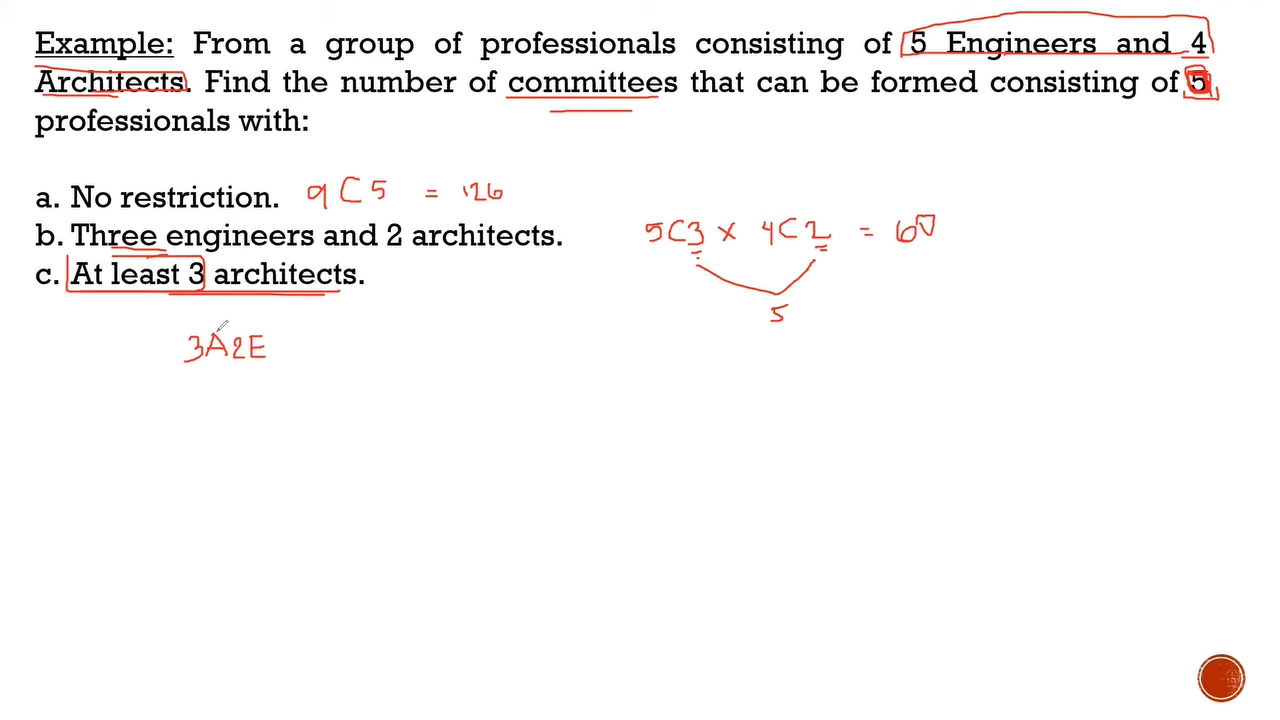 Example: From a group of professionals consisting of 5 Engineers and 4
Architects. Find the number of committees that can be formed consisting of 5
professionals with:
a. No restriction. 9C5 = 126
b. Three engineers and 2 architects. 5C3 × 4C2 = 60
c. At least 3 architects.
5
3A2E